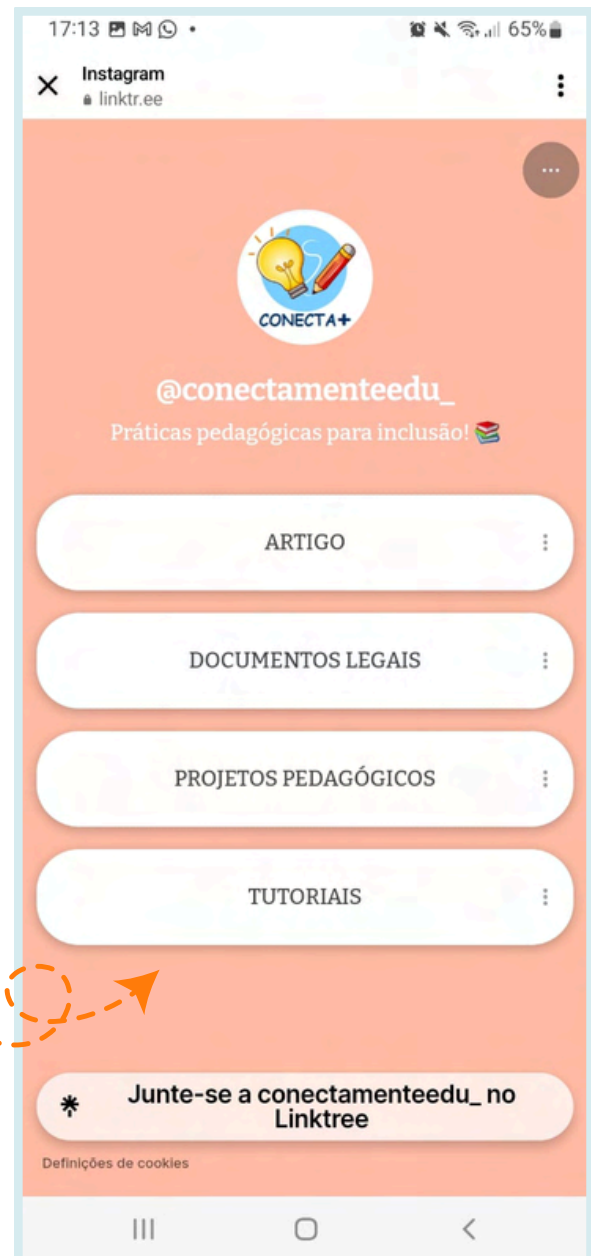 17:13
65%
Instagram
linktr.ee
CONECTA+
@conectamenteedu_
Práticas pedagógicas para inclusão! 📚
ARTIGO
DOCUMENTOS LEGAIS
PROJETOS PEDAGÓGICOS
TUTORIAIS
Junte-se a conectamenteedu_ no
Linktree
Definições de cookies